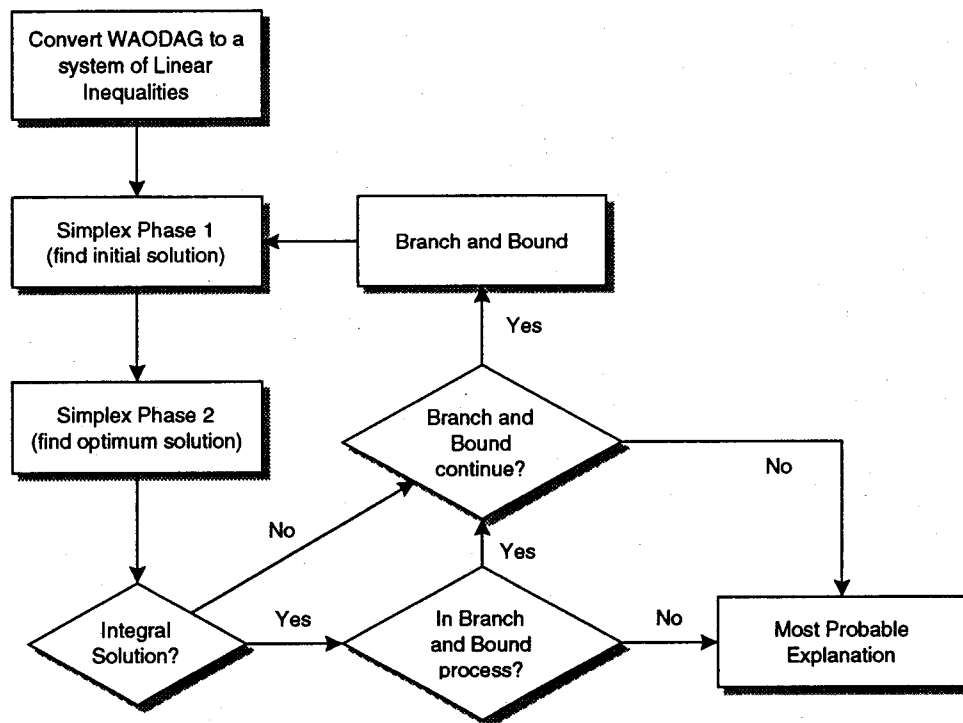 Convert WAODAG to a
system of Linear
Inequalities
Simplex Phase 1
(find initial solution)
Branch and Bound
Yes
Simplex Phase 2
(find optimum solution)
Branch and
Bound
continue?
No
No
Yes
Integral
Solution?
Yes
In Branch
and Bound
process?
No
Most Probable
Explanation